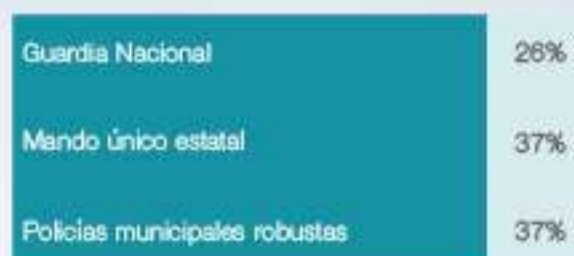 Guardia Nacional 26%
Mando único estatal 37%
Policías municipales robustas 37%